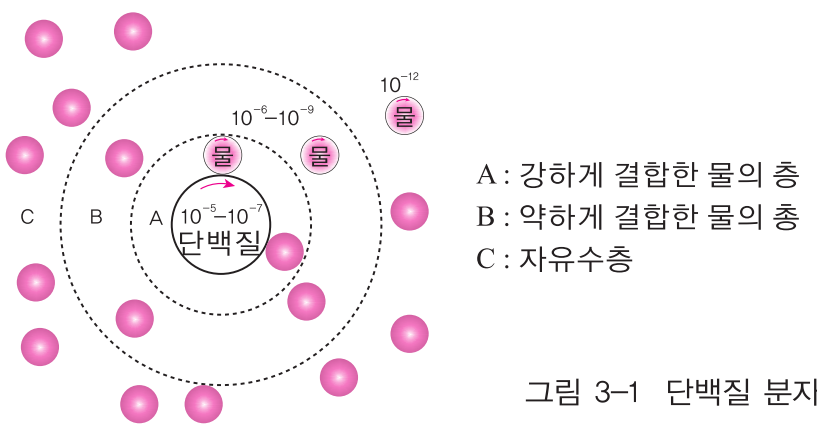 10⁻¹²
물
10⁻⁶–10⁻⁹
물 물
C B A 10⁻⁵–10⁻⁷
단백질
A : 강하게 결합한 물의 층
B : 약하게 결합한 물의 총
C : 자유수층
그림 3–1 단백질 분자